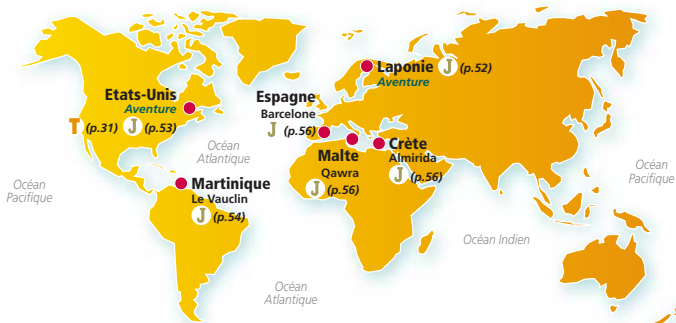 Laponie J (p.52)
Aventure
Etats-Unis
Aventure
T (p.31) J (p.53)
Espagne
Barcelone
J (p.56)
Océan
Atlantique
Malte
Qawra
J (p.56)
Crète
Almirida
J (p.56)
Océan
Pacifique
Martinique
Le Vauclin
J (p.54)
Océan
Pacifique
Océan Indien
Océan
Atlantique